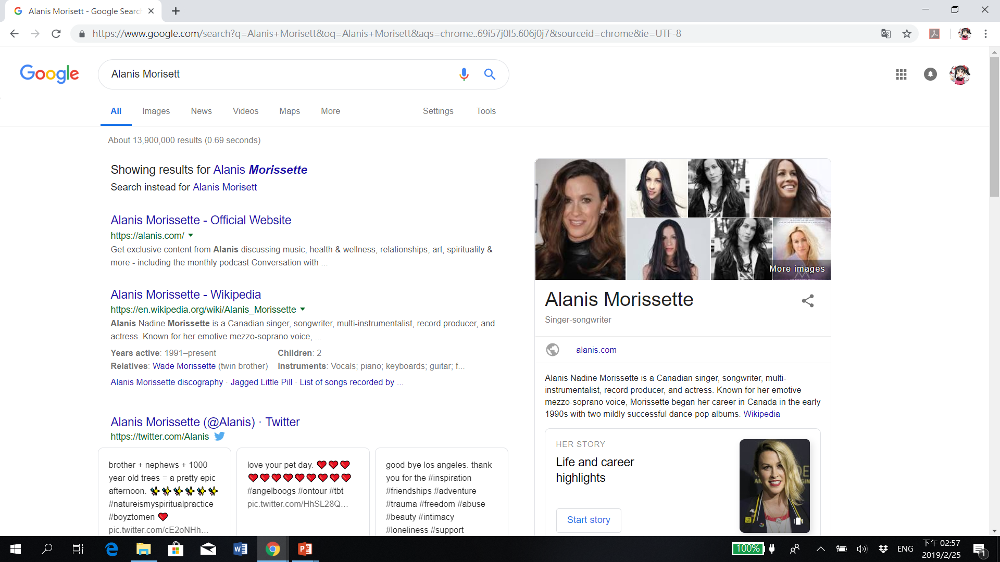 Alanis Morisett - Google Search
https://www.google.com/search?q=Alanis+Morisett&oq=Alanis+Morisett&aqs=chrome..69i57j0l5.606j0j7&sourceid=chrome&ie=UTF-8
Google
Alanis Morisett
All Images News Videos Maps More Settings Tools
About 13,900,000 results (0.69 seconds)
Showing results for Alanis Morissette
Search instead for Alanis Morisett
Alanis Morissette - Official Website
https://alanis.com/
Get exclusive content from Alanis discussing music, health & wellness, relationships, art, spirituality &
more - including the monthly podcast Conversation with ...
Alanis Morissette - Wikipedia
https://en.wikipedia.org/wiki/Alanis_Morissette
Alanis Nadine Morissette is a Canadian singer, songwriter, multi-instrumentalist, record producer, and
actress. Known for her emotive mezzo-soprano voice, ...
Years active: 1991–present Children: 2
Relatives: Wade Morissette (twin brother) Instruments: Vocals; piano; keyboards; guitar; f...
Alanis Morissette discography · Jagged Little Pill · List of songs recorded by ...
Alanis Morissette (@Alanis) · Twitter
https://twitter.com/Alanis
brother + nephews + 1000
year old trees = a pretty epic
afternoon. ✨✨✨✨✨✨
#natureismyspiritualpractice
#boyztomen ❤
pic.twitter.com/cE2oNHh...
love your pet day. ❤❤❤
❤❤❤❤❤❤❤❤❤
#angelboogs #ontour #tbt
pic.twitter.com/HhSL28Q...
good-bye los angeles. thank
you for the #inspiration
#friendships #adventure
#trauma #freedom #abuse
#beauty #intimacy
#loneliness #support
More images
Alanis Morissette
Singer-songwriter
alanis.com
Alanis Nadine Morissette is a Canadian singer, songwriter, multi-
instrumentalist, record producer, and actress. Known for her emotive
mezzo-soprano voice, Morissette began her career in Canada in the early
1990s with two mildly successful dance-pop albums. Wikipedia
HER STORY
Life and career
highlights
Start story
100%
ENG
下午 02:57
2019/2/25
1